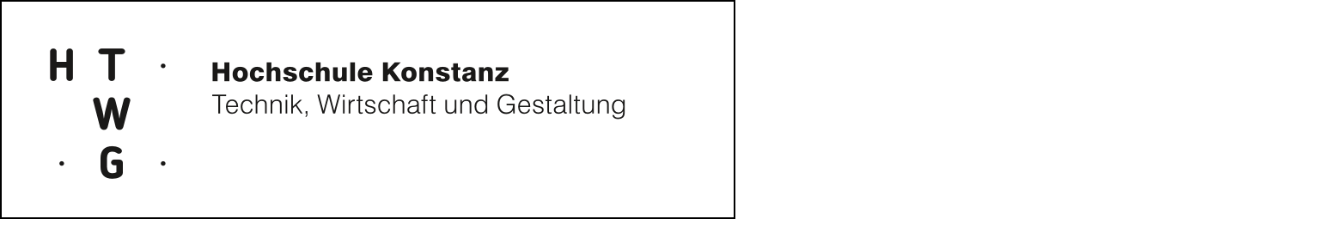 H T
W
G
Hochschule Konstanz
Technik, Wirtschaft und Gestaltung